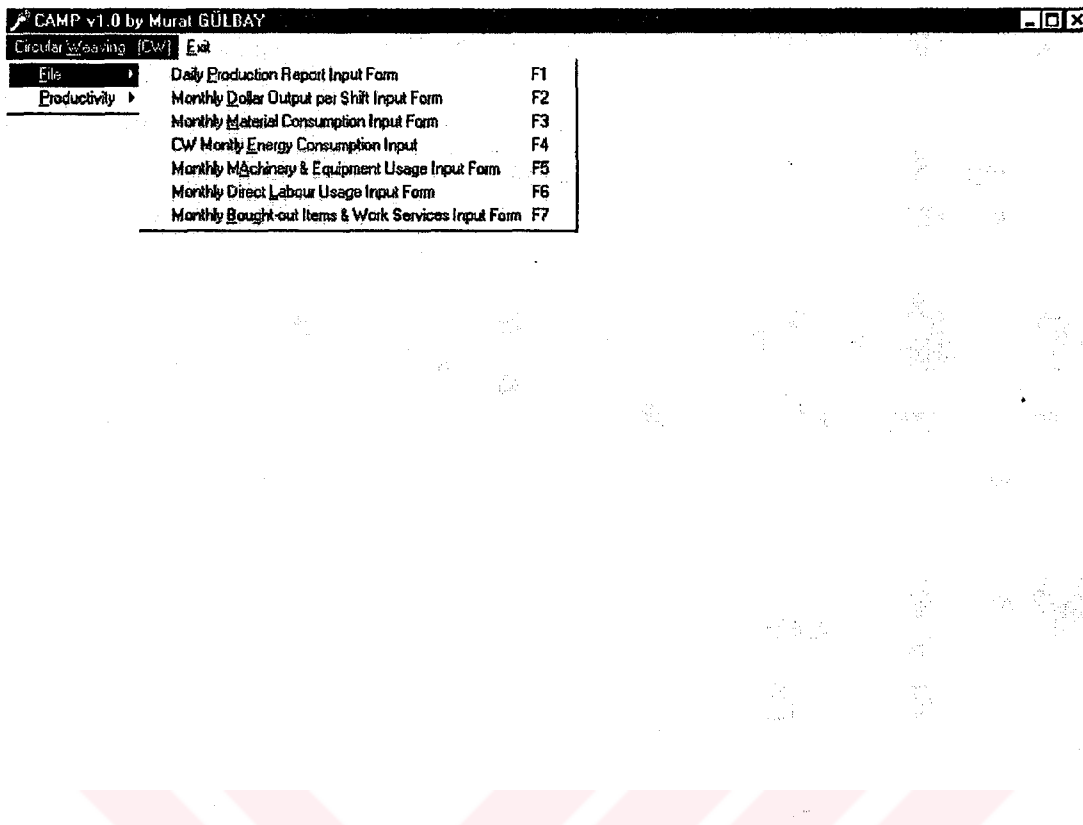 CAMP v1.0 by Murat GÜLBAY
Circular Weaving (CW) Exit
File
Productivity
Daily Production Report Input Form F1
Monthly Dollar Output per Shift Input Form F2
Monthly Material Consumption Input Form F3
CW Montly Energy Consumption Input F4
Monthly MAchinery & Equipment Usage Input Form F5
Monthly Direct Labour Usage Input Form F6
Monthly Bought-out Items & Work Services Input Form F7